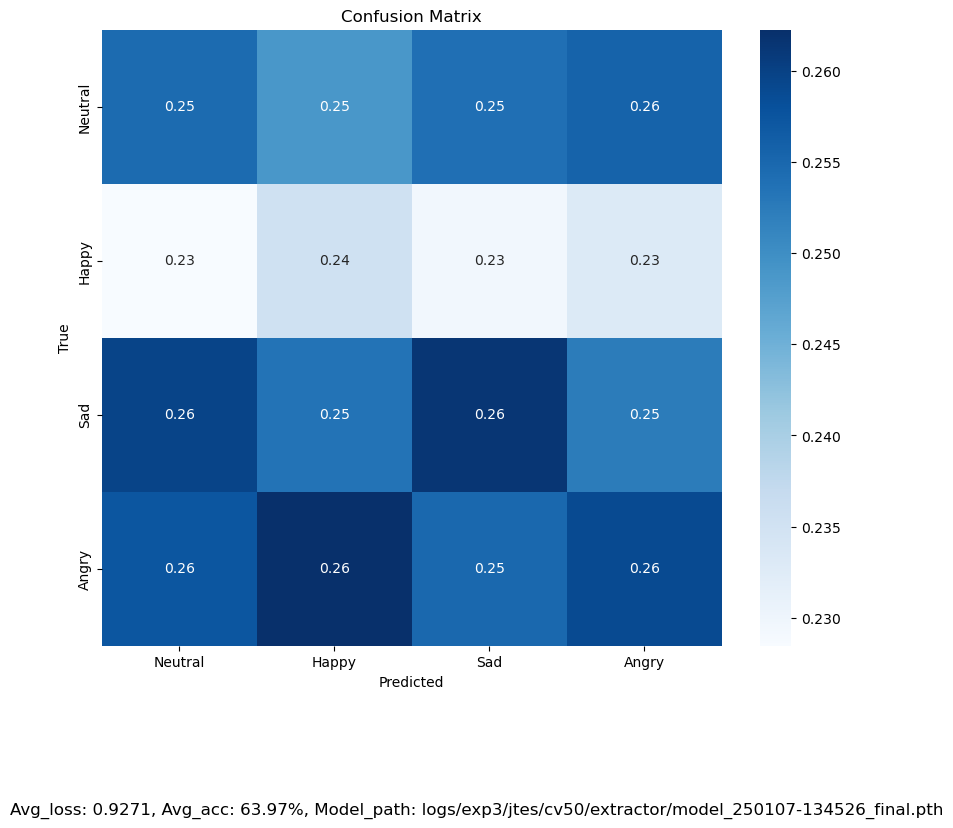 Confusion Matrix
Neutral 0.25 0.25 0.25 0.26 0.260
0.255
Happy 0.23 0.24 0.23 0.23 0.250
True 0.245
Sad 0.26 0.25 0.26 0.25 0.240
0.235
Angry 0.26 0.26 0.25 0.26 0.230
Neutral Happy Sad Angry
Predicted
Avg_loss: 0.9271, Avg_acc: 63.97%, Model_path: logs/exp3/jtes/cv50/extractor/model_250107-134526_final.pth